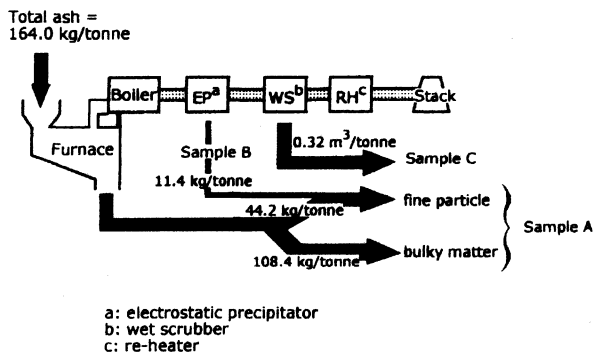 Total ash =
164.0 kg/tonne
Boiler
EPa
WSb
RHc
Stack
Furnace
Sample B
0.32 m3/tonne
Sample C
11.4 kg/tonne
fine particle
44.2 kg/tonne
Sample A
bulky matter
108.4 kg/tonne
a: electrostatic precipitator
b: wet scrubber
c: re-heater